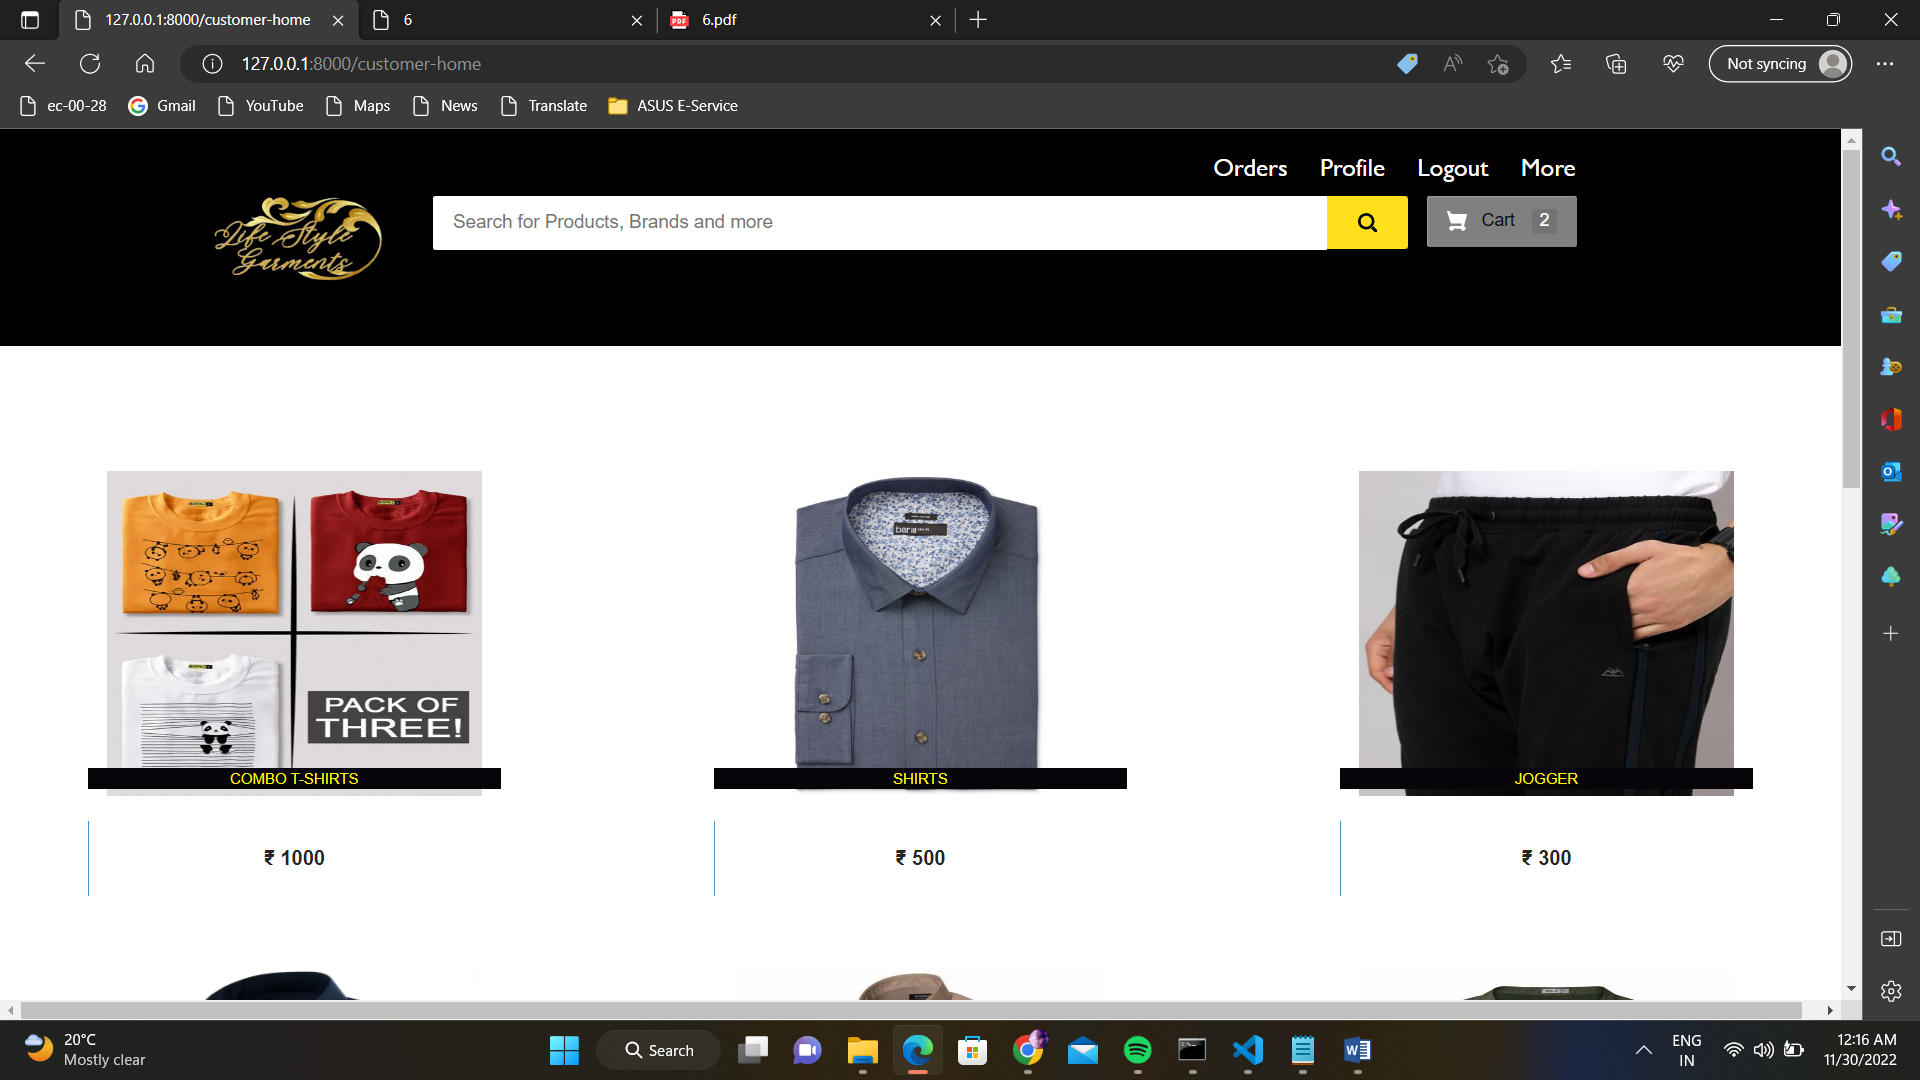 127.0.0.1:8000/customer-home
6
6.pdf
127.0.0.1:8000/customer-home
Not syncing
ec-00-28
Gmail
YouTube
Maps
News
Translate
ASUS E-Service
Orders
Profile
Logout
More
Life Style
Garments
Search for Products, Brands and more
Cart 2
PACK OF
THREE!
bar III
COMBO T-SHIRTS
SHIRTS
JOGGER
₹ 1000
₹ 500
₹ 300
20°C
Mostly clear
Search
ENG
IN
12:16 AM
11/30/2022